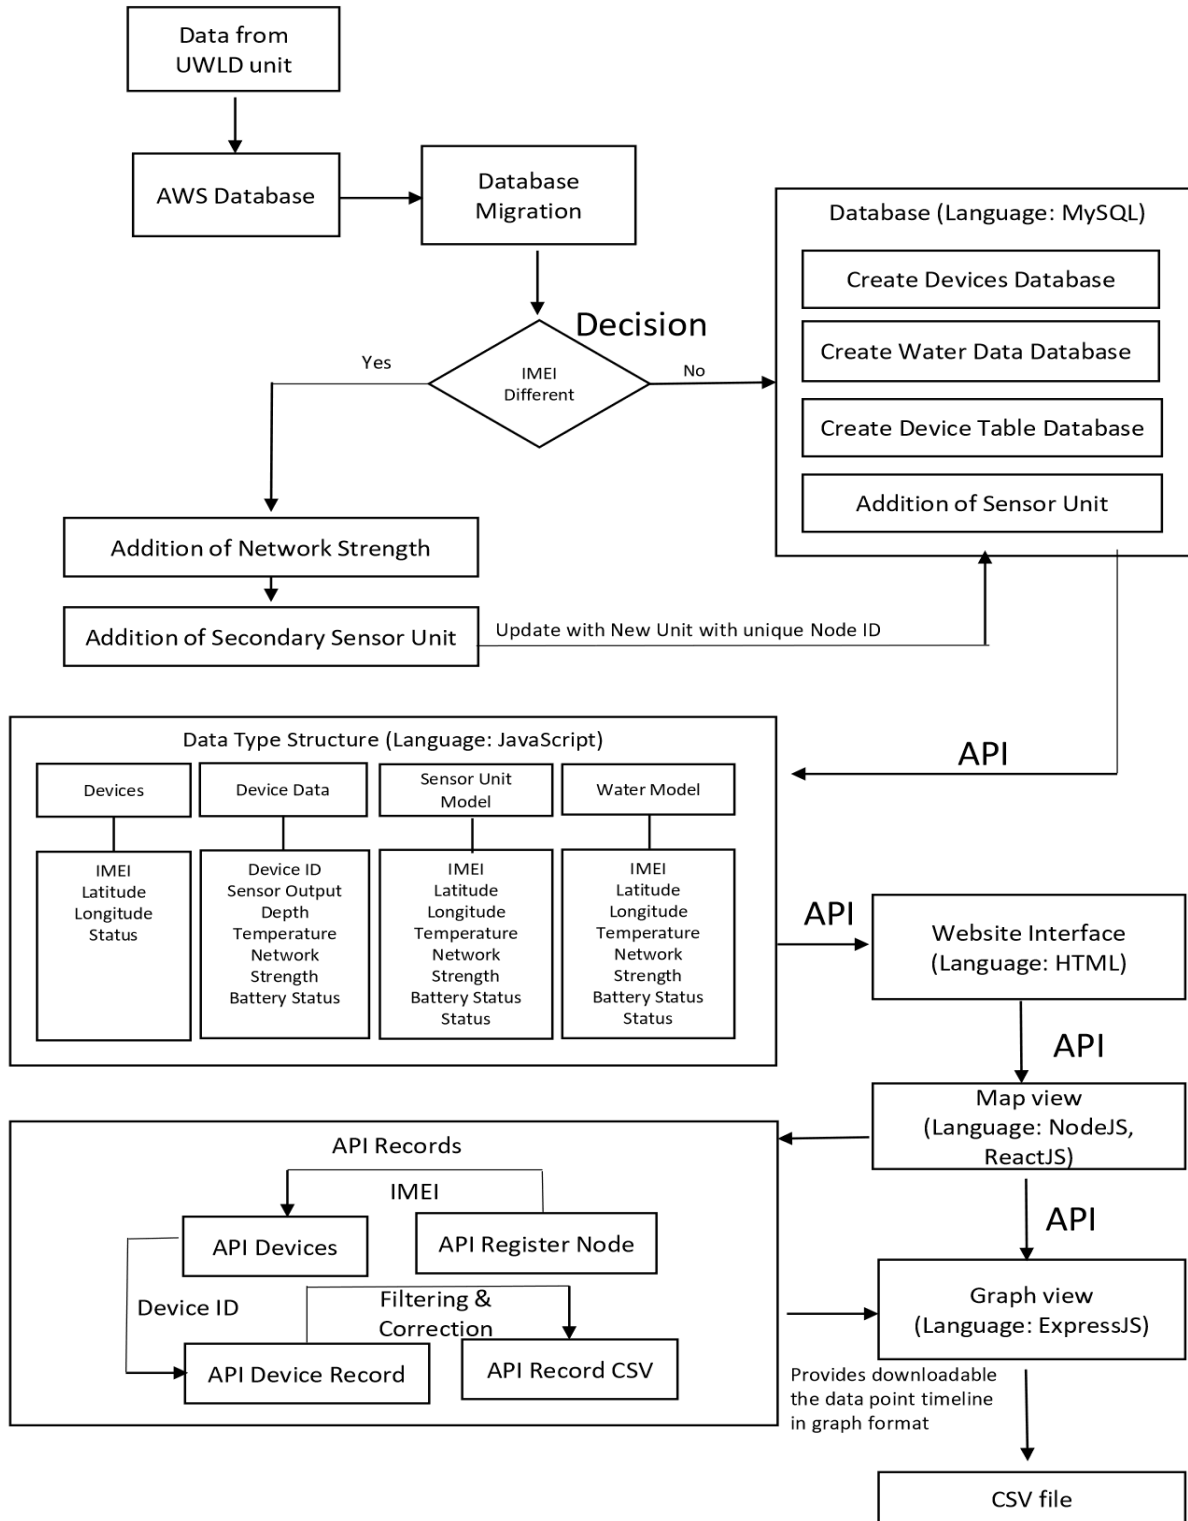 Data from
UWLD unit
AWS Database
Database
Migration
Database (Language: MySQL)
Create Devices Database
Create Water Data Database
Create Device Table Database
Addition of Sensor Unit
Decision
Yes
IMEI
Different
No
Addition of Network Strength
Addition of Secondary Sensor Unit
Update with New Unit with unique Node ID
API
Data Type Structure (Language: JavaScript)
Devices
IMEI
Latitude
Longitude
Status
Device Data
Device ID
Sensor Output
Depth
Temperature
Network
Strength
Battery Status
Sensor Unit
Model
IMEI
Latitude
Longitude
Temperature
Network
Strength
Battery Status
Status
Water Model
IMEI
Latitude
Longitude
Temperature
Network
Strength
Battery Status
Status
API
Website Interface
(Language: HTML)
API
Map view
(Language: NodeJS,
ReactJS)
API
API Records
IMEI
API Devices
API Register Node
Device ID
Filtering &
Correction
API Device Record
API Record CSV
Graph view
(Language: ExpressJS)
Provides downloadable
the data point timeline
in graph format
CSV file